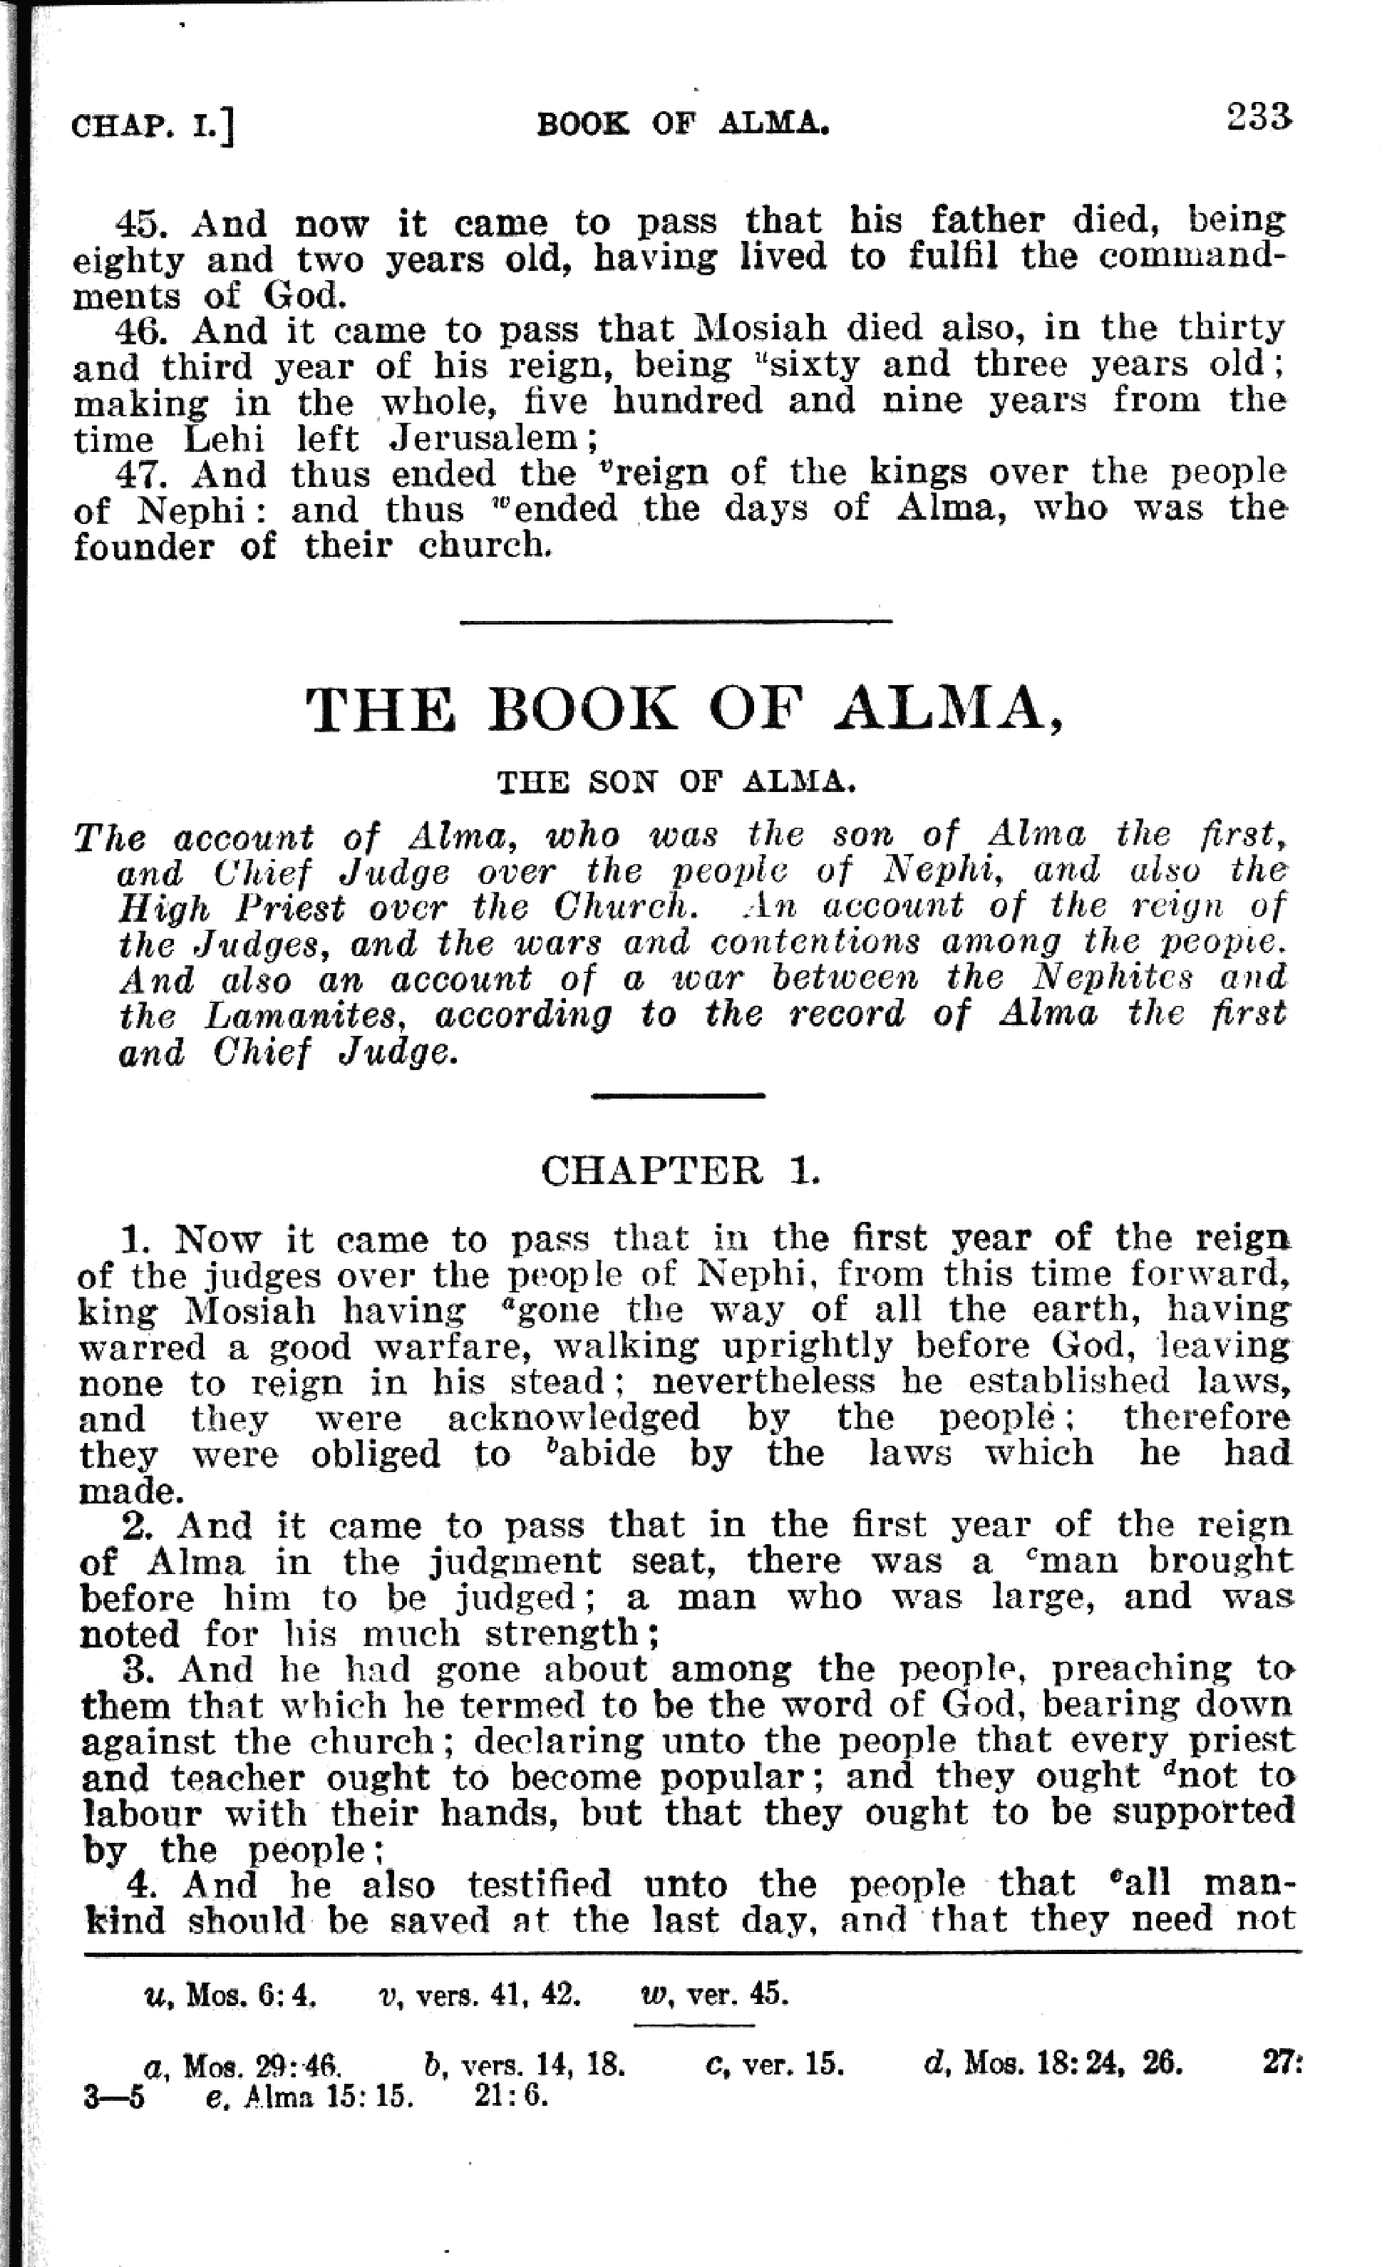 CHAP. I.] BOOK OF ALMA. 233
45. And now it came to pass that his father died, being
eighty and two years old, having lived to fulfil the command-
ments of God.
46. And it came to pass that Mosiah died also, in the thirty
and third year of his reign, being ᵘsixty and three years old;
making in the whole, five hundred and nine years from the
time Lehi left Jerusalem;
47. And thus ended the ᵛreign of the kings over the people
of Nephi: and thus ʷended the days of Alma, who was the
founder of their church.
THE BOOK OF ALMA,
THE SON OF ALMA.
The account of Alma, who was the son of Alma the first,
and Chief Judge over the people of Nephi, and also the
High Priest over the Church. An account of the reign of
the Judges, and the wars and contentions among the people.
And also an account of a war between the Nephites and
the Lamanites, according to the record of Alma the first
and Chief Judge.
CHAPTER 1.
1. Now it came to pass that in the first year of the reign
of the judges over the people of Nephi, from this time forward,
king Mosiah having ᵃgone the way of all the earth, having
warred a good warfare, walking uprightly before God, leaving
none to reign in his stead; nevertheless he established laws,
and they were acknowledged by the people; therefore
they were obliged to ᵇabide by the laws which he had
made.
2. And it came to pass that in the first year of the reign
of Alma in the judgment seat, there was a ᶜman brought
before him to be judged; a man who was large, and was
noted for his much strength;
3. And he had gone about among the people, preaching to
them that which he termed to be the word of God, bearing down
against the church; declaring unto the people that every priest
and teacher ought to become popular; and they ought ᵈnot to
labour with their hands, but that they ought to be supported
by the people;
4. And he also testified unto the people that ᵉall man-
kind should be saved at the last day, and that they need not
u, Mos. 6:4. v, vers. 41, 42. w, ver. 45.
a, Mos. 29:46. b, vers. 14, 18. c, ver. 15. d, Mos. 18:24, 26. 27:
3—5 e, Alma 15:15. 21:6.